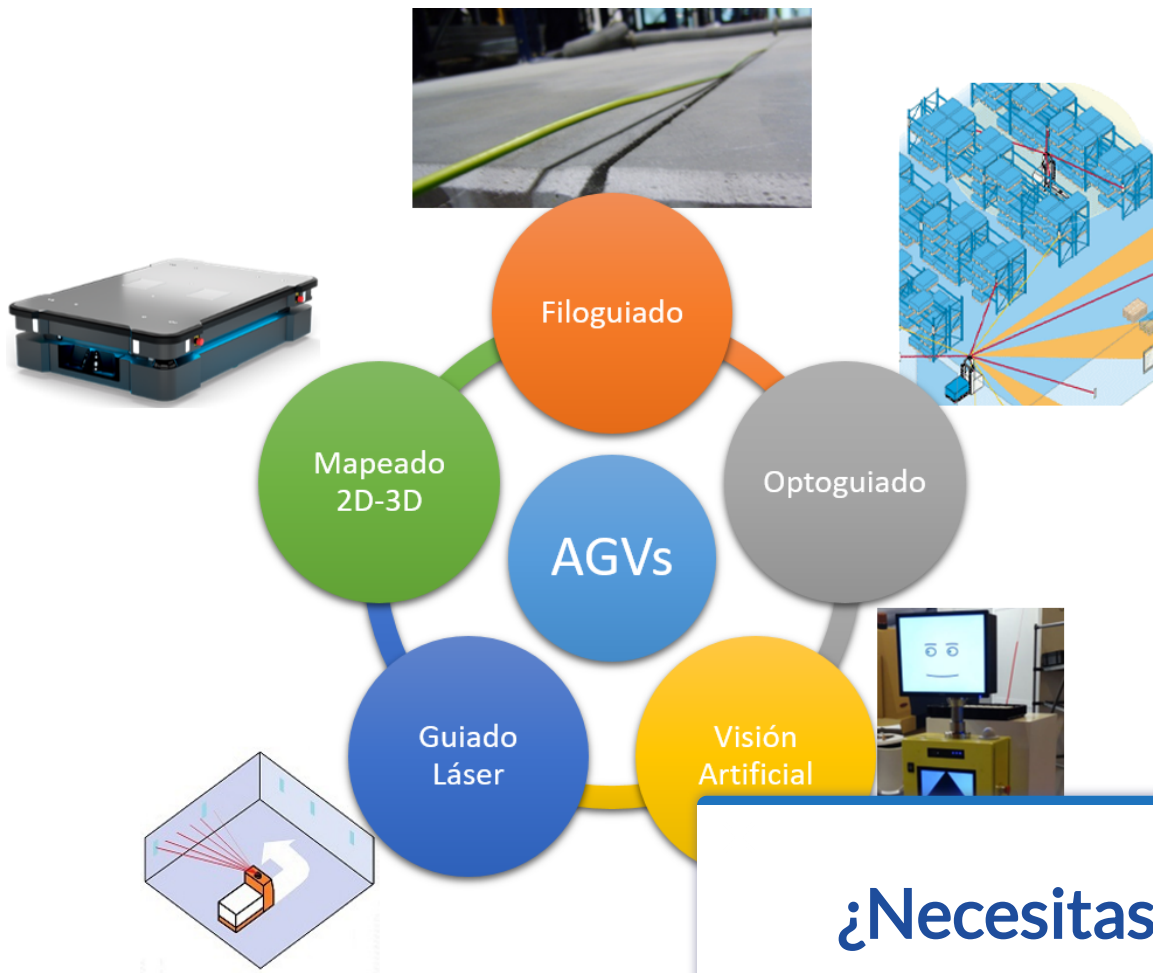 Filoguiado
Mapeado
2D-3D
Optoguiado
AGVs
Guiado
Láser
Visión
Artificial
¿Necesitas